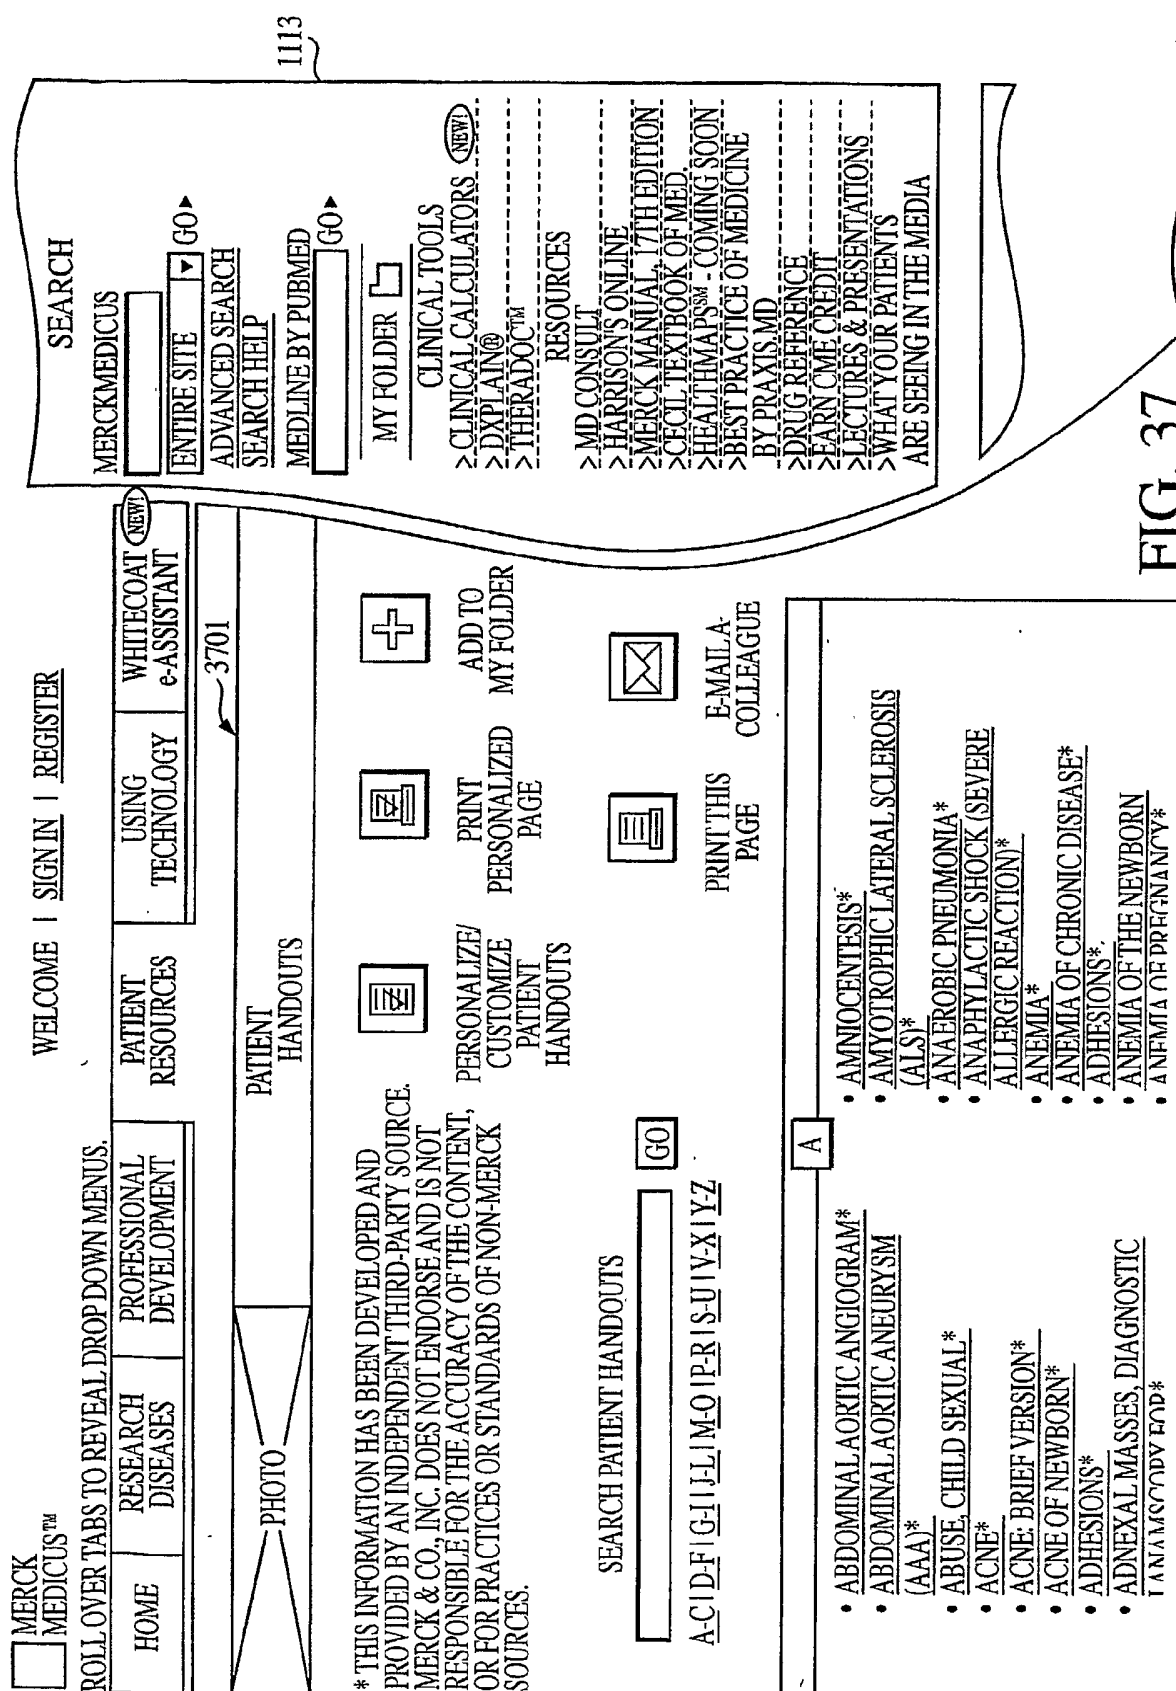 MERCK
MEDICUS™
WELCOME | SIGN IN | REGISTER
ROLL OVER TABS TO REVEAL DROP DOWN MENUS.
HOME
RESEARCH
DISEASES
PROFESSIONAL
DEVELOPMENT
PATIENT
RESOURCES
USING
TECHNOLOGY
WHITECOAT
e-ASSISTANT
NEW!
3701
PHOTO
PATIENT
HANDOUTS
* THIS INFORMATION HAS BEEN DEVELOPED AND
PROVIDED BY AN INDEPENDENT THIRD-PARTY SOURCE.
MERCK & CO., INC. DOES NOT ENDORSE AND IS NOT
RESPONSIBLE FOR THE ACCURACY OF THE CONTENT,
OR FOR PRACTICES OR STANDARDS OF NON-MERCK
SOURCES.
PERSONALIZE/
CUSTOMIZE
PATIENT
HANDOUTS
PRINT
PERSONALIZED
PAGE
ADD TO
MY FOLDER
PRINT THIS
PAGE
E-MAIL A-
COLLEAGUE
SEARCH PATIENT HANDOUTS
GO
A-C | D-F | G-I | J-L | M-O | P-R | S-U | V-X | Y-Z
A
• ABDOMINAL AORTIC ANGIOGRAM*
• ABDOMINAL AORTIC ANEURYSM
(AAA)*
• ABUSE, CHILD SEXUAL*
• ACNE*
• ACNE: BRIEF VERSION*
• ACNE OF NEWBORN*
• ADHESIONS*
• ADNEXAL MASSES, DIAGNOSTIC
• AMNIOCENTESIS*
• AMYOTROPHIC LATERAL SCLEROSIS
(ALS)*
• ANAEROBIC PNEUMONIA*
• ANAPHYLACTIC SHOCK (SEVERE
ALLERGIC REACTION)*
• ANEMIA*
• ANEMIA OF CHRONIC DISEASE*
• ADHESIONS*
• ANEMIA OF THE NEWBORN
• ANEMIA OF PREGNANCY*
SEARCH
MERCKMEDICUS
ENTIRE SITE ▼ GO►
ADVANCED SEARCH
SEARCH HELP
MEDLINE BY PUBMED
GO►
MY FOLDER
CLINICAL TOOLS
> CLINICAL CALCULATORS NEW!
> DXPLAIN®
> THERADOC™
RESOURCES
> MD CONSULT
> HARRISON'S ONLINE
> MERCK MANUAL, 17TH EDITION
> CECIL TEXTBOOK OF MED.
> HEALTHMAPS℠ - COMING SOON
> BEST PRACTICE OF MEDICINE
BY PRAXIS.MD
> DRUG REFERENCE
> EARN CME CREDIT
> LECTURES & PRESENTATIONS
> WHAT YOUR PATIENTS
ARE SEEING IN THE MEDIA
1113
FIG. 37